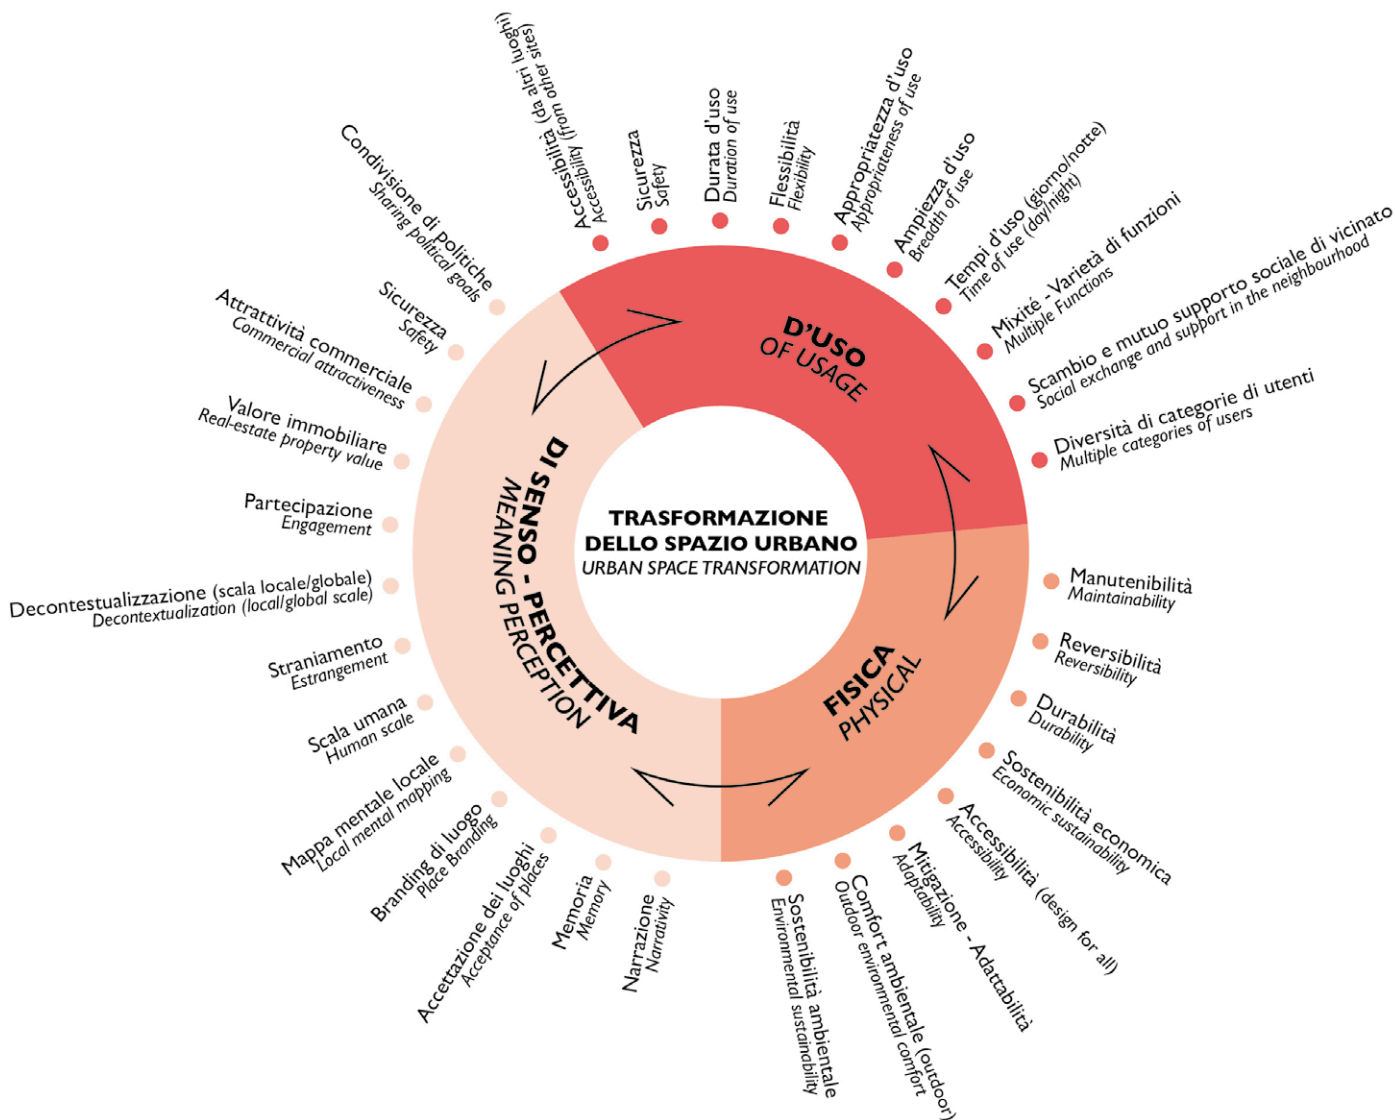 TRASFORMAZIONE
DELLO SPAZIO URBANO
URBAN SPACE TRANSFORMATION
D'USO
OF USAGE
Accessibilità (da altri luoghi)
Accessibility (from other sites)
Sicurezza
Safety
Durata d'uso
Duration of use
Flessibilità
Flexibility
Appropriatezza d'uso
Appropriateness of use
Ampiezza d'uso
Breadth of use
Tempi d'uso (giorno/notte)
Time of use (day/night)
Mixité - Varietà di funzioni
Multiple Functions
Scambio e mutuo supporto sociale di vicinato
Social exchange and support in the neighbourhood
Diversità di categorie di utenti
Multiple categories of users
FISICA
PHYSICAL
Manutenibilità
Maintainability
Reversibilità
Reversibility
Durabilità
Durability
Sostenibilità economica
Economic sustainability
Accessibilità (design for all)
Accessibility
Mitigazione - Adattabilità
Adaptability
Comfort ambientale (outdoor)
Outdoor environmental comfort
Sostenibilità ambientale
Environmental sustainability
DI SENSO - PERCETTIVA
MEANING PERCEPTION
Narrazione
Narrativity
Memoria
Memory
Accettazione dei luoghi
Acceptance of places
Branding di luogo
Place Branding
Mappa mentale locale
Local mental mapping
Scala umana
Human scale
Straniamento
Estrangement
Decontestualizzazione (scala locale/globale)
Decontextualization (local/global scale)
Partecipazione
Engagement
Valore immobiliare
Real-estate property value
Attrattività commerciale
Commercial attractiveness
Sicurezza
Safety
Condivisione di politiche
Sharing political goals